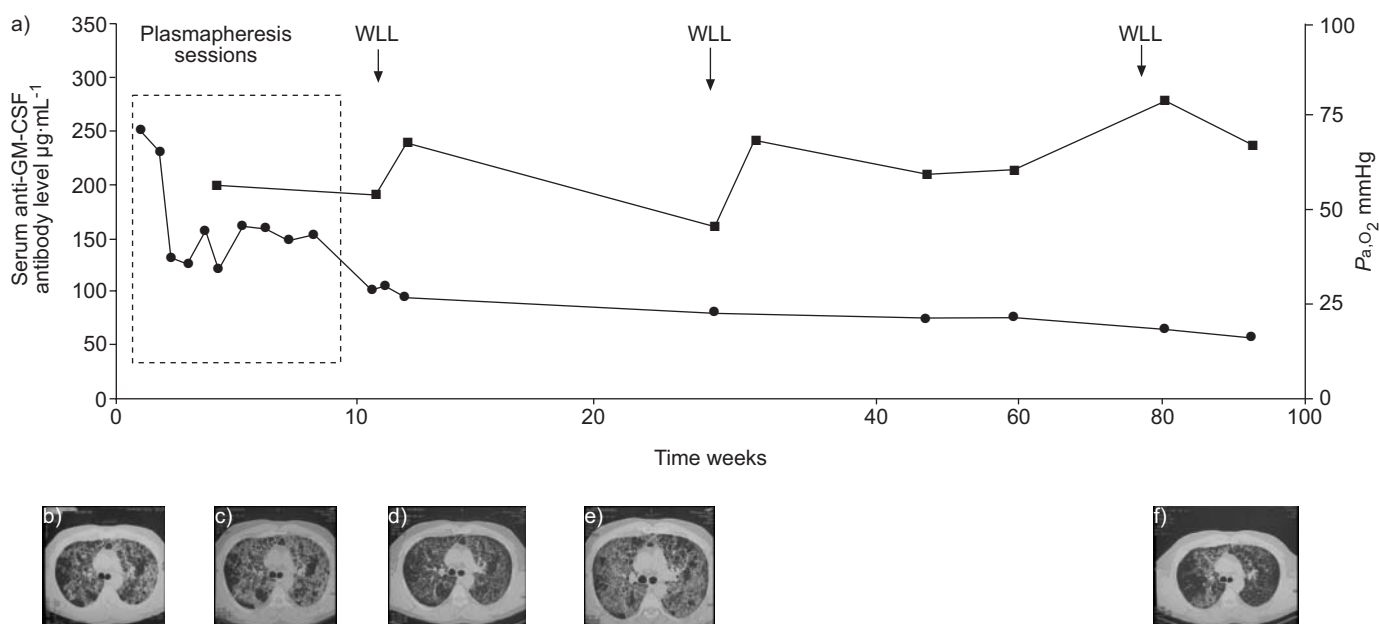 a)
350
300
250
200
150
100
50
0
Serum anti-GM-CSF
antibody level µg·mL-1
Plasmapheresis
sessions
WLL
WLL
WLL
100
75
50
25
0
Pa,O2 mmHg
0 10 20 40 60 80 100
Time weeks
b) c) d) e) f)